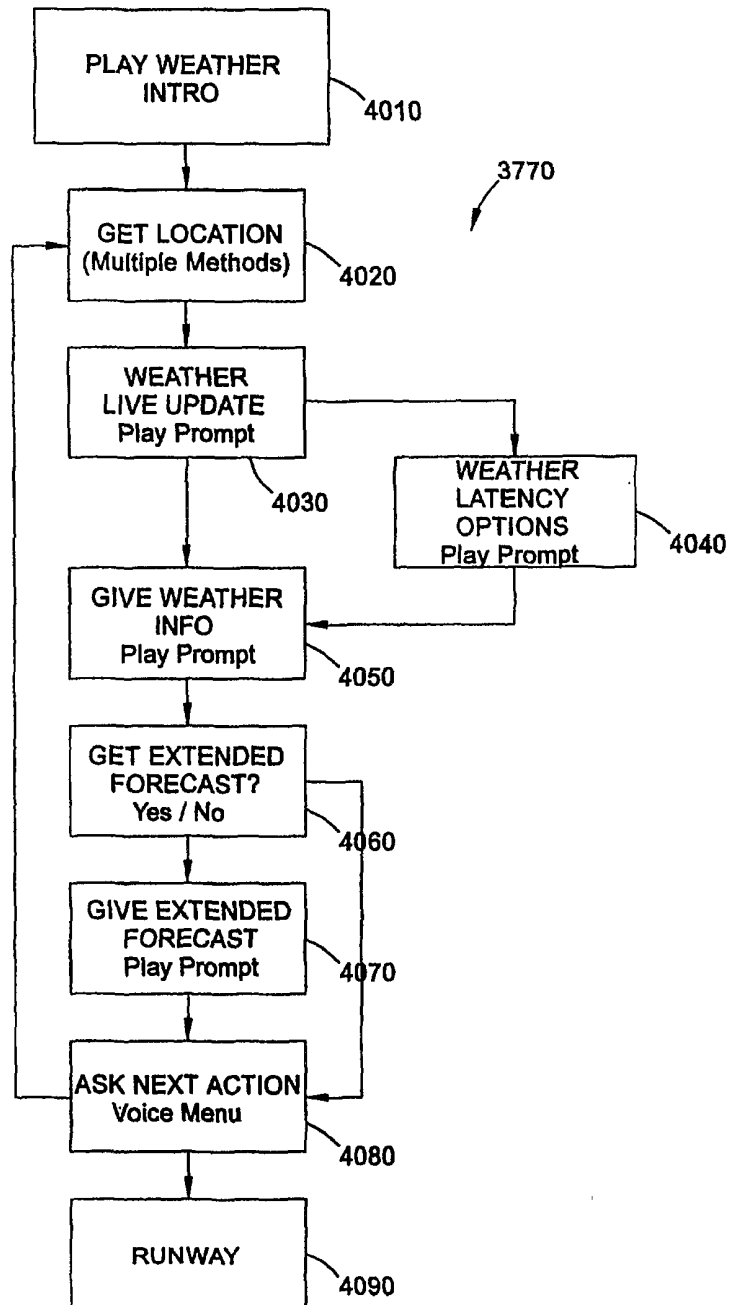 PLAY WEATHER
INTRO
4010
3770
GET LOCATION
(Multiple Methods)
4020
WEATHER
LIVE UPDATE
Play Prompt
4030
WEATHER
LATENCY
OPTIONS
Play Prompt
4040
GIVE WEATHER
INFO
Play Prompt
4050
GET EXTENDED
FORECAST?
Yes / No
4060
GIVE EXTENDED
FORECAST
Play Prompt
4070
ASK NEXT ACTION
Voice Menu
4080
RUNWAY
4090